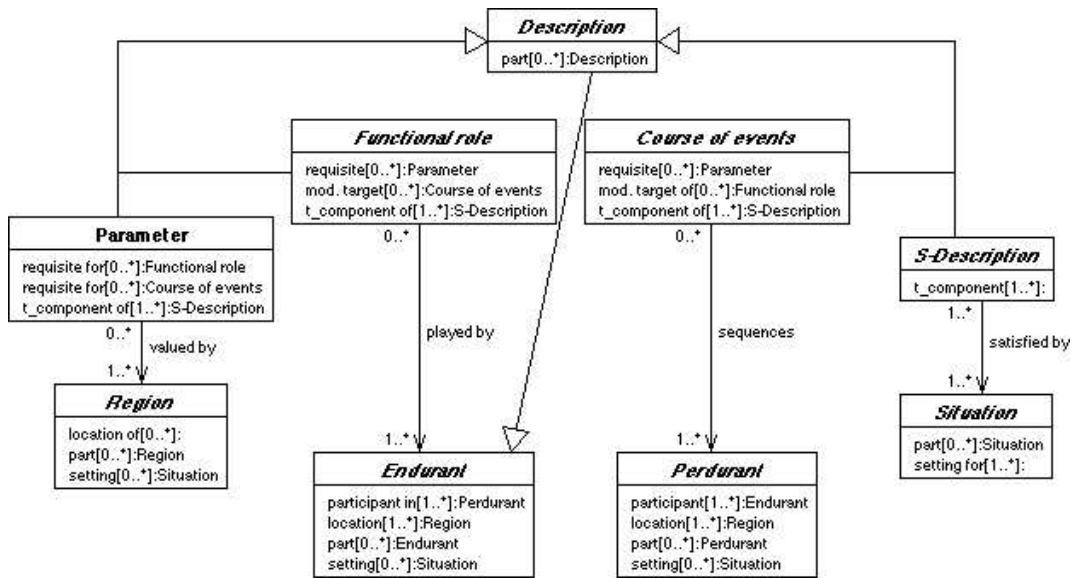 Description
part[0..*]:Description
Functional role
requisite[0..*]:Parameter
mod. target[0..*]:Course of events
t_component of[1..*]:S-Description
Course of events
requisite[0..*]:Parameter
mod. target of[0..*]:Functional role
t_component of[1..*]:S-Description
Parameter
requisite for[0..*]:Functional role
requisite for[0..*]:Course of events
t_component of[1..*]:S-Description
S-Description
t_component[1..*]:
0..*
valued by
1..*
0..*
played by
1..*
0..*
sequences
1..*
1..*
satisfied by
1..*
Region
location of[0..*]:
part[0..*]:Region
setting[0..*]:Situation
Endurant
participant in[1..*]:Perdurant
location[1..*]:Region
part[0..*]:Endurant
setting[0..*]:Situation
Perdurant
participant[1..*]:Endurant
location[1..*]:Region
part[0..*]:Perdurant
setting[0..*]:Situation
Situation
part[0..*]:Situation
setting for[1..*]: